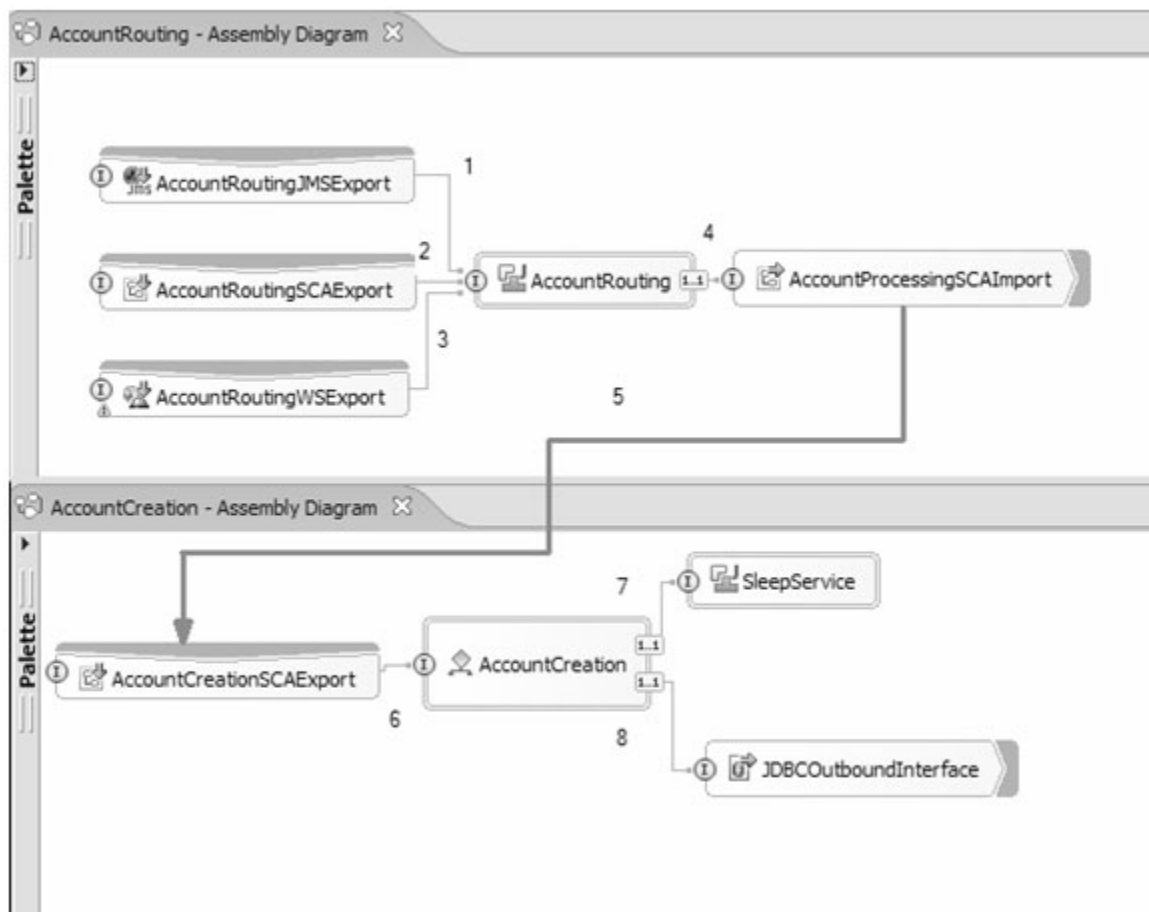 AccountRouting - Assembly Diagram
Palette
1
AccountRoutingJMSExport
2
AccountRoutingSCAExport
AccountRouting
1..1
4
AccountProcessingSCAImport
3
AccountRoutingWSExport
5
AccountCreation - Assembly Diagram
Palette
7
SleepService
AccountCreationSCAExport
6
AccountCreation
1..1
1..1
8
JDBCOutboundInterface